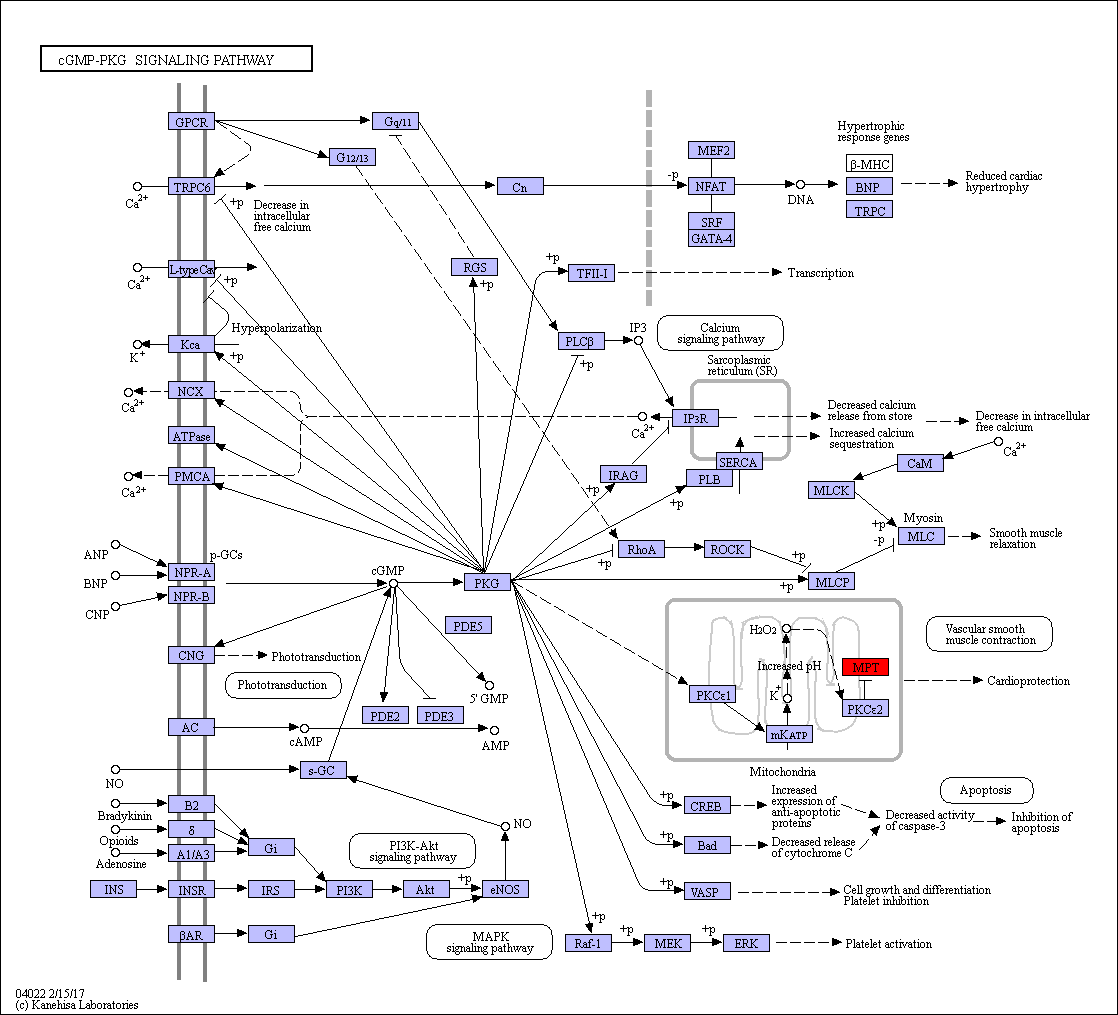 cGMP-PKG SIGNALING PATHWAY
GPCR
Gq/11
G12/13
Hypertrophic
response genes
MEF2
β-MHC
TRPC6
Ca2+
+p
Cn
-p
NFAT
DNA
BNP
Reduced cardiac
hypertrophy
Decrease in
intracellular
free calcium
SRF
GATA-4
TRPC
L-typeCa
Ca2+
+p
RGS
+p
+p
TFII-I
Transcription
Hyperpolarization
Kca
K+
+p
PLCβ
+p
IP3
Calcium
signaling pathway
Sarcoplasmic
reticulum (SR)
NCX
Ca2+
ATPase
PMCA
Ca2+
Ca2+
IP3R
Decreased calcium
release from store
Decrease in intracellular
free calcium
Increased calcium
sequestration
Ca2+
SERCA
CaM
IRAG
+p
PLB
+p
MLCK
+p
Myosin
-p
MLC
Smooth muscle
relaxation
ANP
BNP
CNP
p-GCs
NPR-A
NPR-B
cGMP
PKG
RhoA
+p
ROCK
+p
+p
MLCP
PDE5
CNG
Phototransduction
Phototransduction
5' GMP
PDE2
PDE3
H2O2
Increased pH
MPT
K+
PKCε1
PKCε2
mKATP
Mitochondria
Cardioprotection
Vascular smooth
muscle contraction
AC
cAMP
AMP
NO
s-GC
B2
Bradykinin
δ
Opioids
A1/A3
Adenosine
Gi
NO
PI3K-Akt
signaling pathway
INS
INSR
IRS
PI3K
Akt
+p
eNOS
βAR
Gi
MAPK
signaling pathway
+p
CREB
Increased
expression of
anti-apoptotic
proteins
Apoptosis
Decreased activity
of caspase-3
Inhibition of
apoptosis
+p
Bad
Decreased release
of cytochrome C
+p
VASP
Cell growth and differentiation
Platelet inhibition
+p
Raf-1
+p
MEK
+p
ERK
Platelet activation
04022 2/15/17
(c) Kanehisa Laboratories